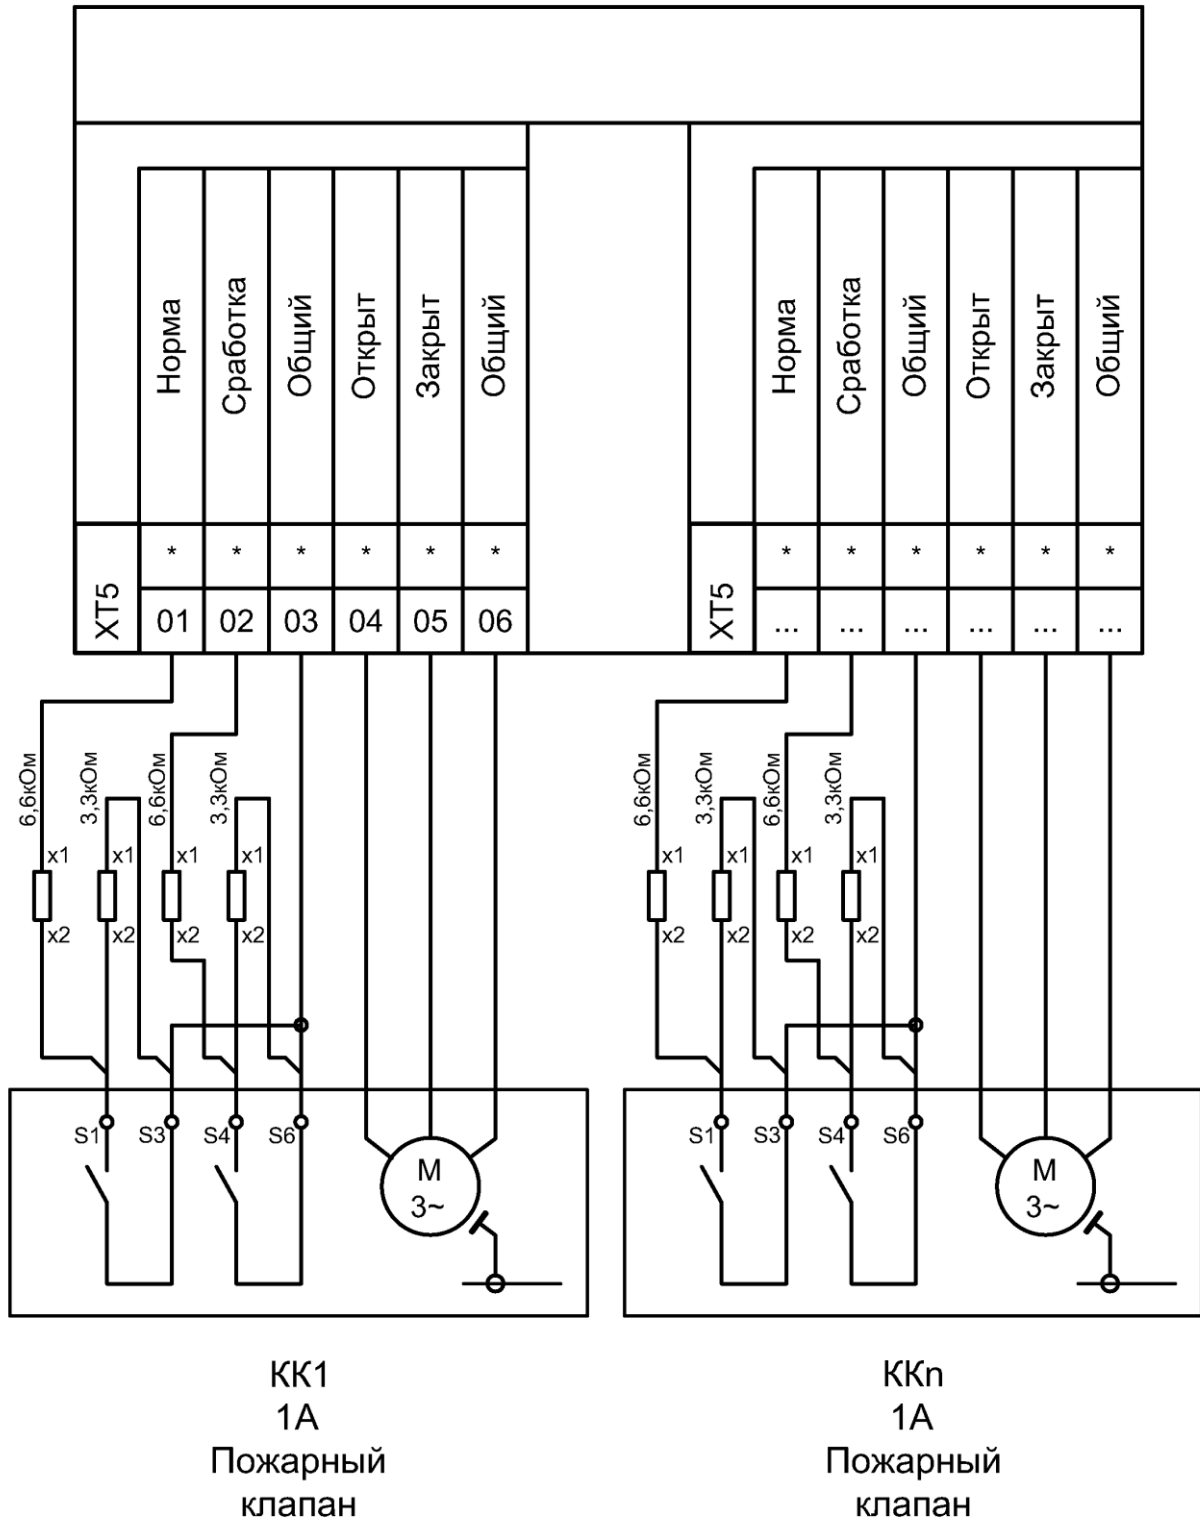 Норма
Сработка
Общий
Открыт
Закрыт
Общий
Норма
Сработка
Общий
Открыт
Закрыт
Общий
XT5
* * * * * *
01 02 03 04 05 06
XT5
* * * * * *
... ... ... ... ... ...
6,6кОм
3,3кОм
6,6кОм
3,3кОм
6,6кОм
3,3кОм
6,6кОм
3,3кОм
x1 x1 x1 x1
x1 x1 x1 x1
x2 x2 x2 x2
x2 x2 x2 x2
S1 S3 S4 S6
S1 S3 S4 S6
М
3~
М
3~
КК1
1А
Пожарный
клапан
ККn
1А
Пожарный
клапан